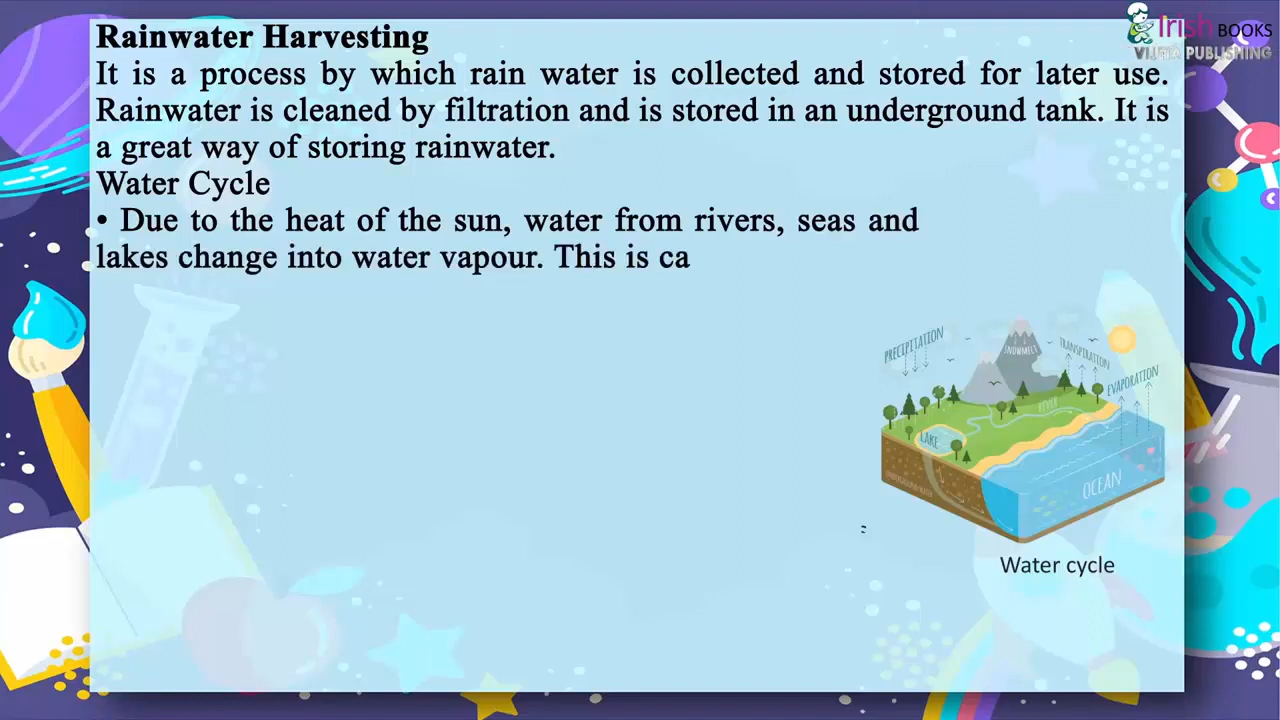 Irish BOOKS
VIJETA PUBLISHING
Rainwater Harvesting
It is a process by which rain water is collected and stored for later use.
Rainwater is cleaned by filtration and is stored in an underground tank. It is
a great way of storing rainwater.
Water Cycle
• Due to the heat of the sun, water from rivers, seas and
lakes change into water vapour. This is ca
PRECIPITATION
SNOWMELT
TRANSPIRATION
EVAPORATION
RIVER
LAKE
OCEAN
Water cycle